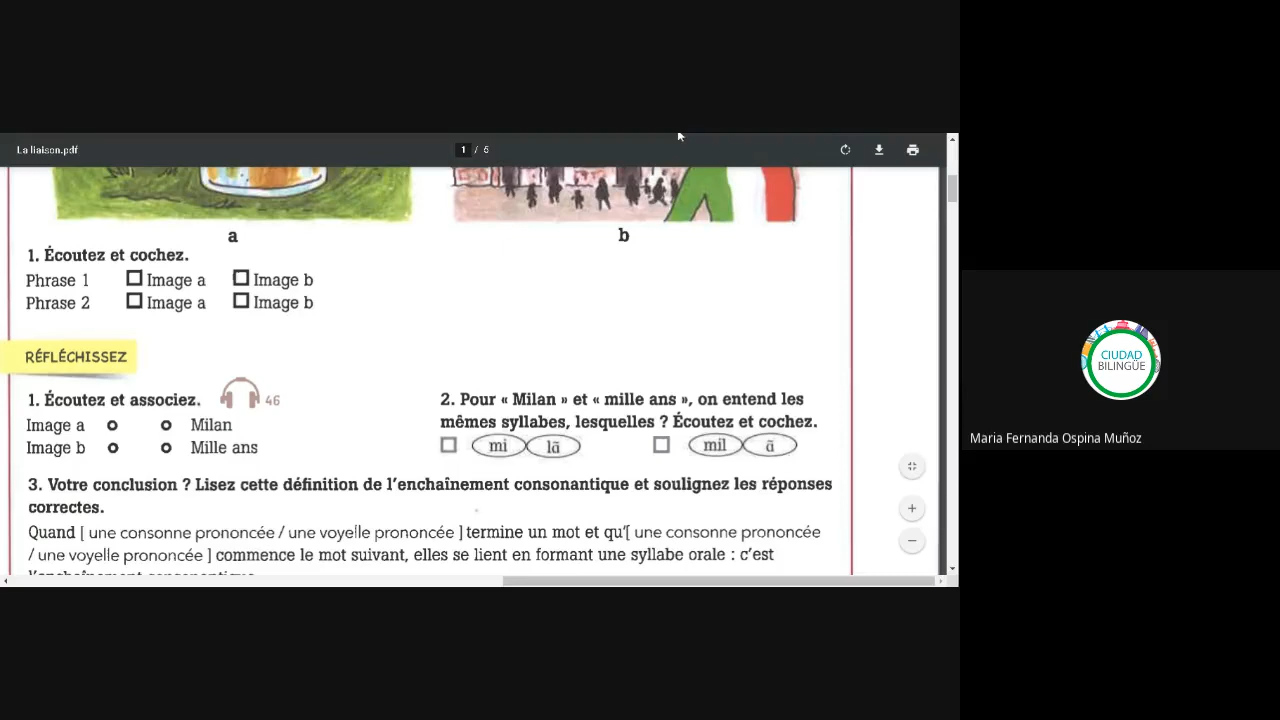 La liaison.pdf
1 / 6
a
b
1. Écoutez et cochez.
Phrase 1 Image a Image b
Phrase 2 Image a Image b
RÉFLÉCHISSEZ
1. Écoutez et associez. 46
Image a Milan
Image b Mille ans
2. Pour « Milan » et « mille ans », on entend les
mêmes syllabes, lesquelles ? Écoutez et cochez.
mi lã mil ã
3. Votre conclusion ? Lisez cette définition de l'enchaînement consonantique et soulignez les réponses
correctes.
Quand [ une consonne prononcée / une voyelle prononcée ] termine un mot et qu'[ une consonne prononcée
/ une voyelle prononcée ] commence le mot suivant, elles se lient en formant une syllabe orale : c'est
CIUDAD
BILINGÜE
Maria Fernanda Ospina Muñoz